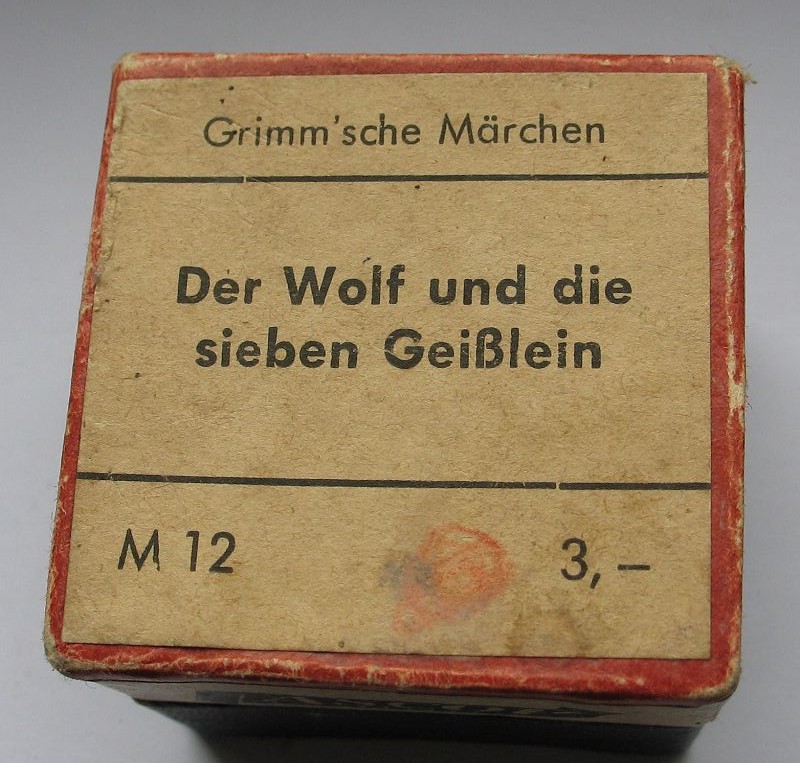 Grimm'sche Märchen
Der Wolf und die
sieben Geißlein
M 12
3,–